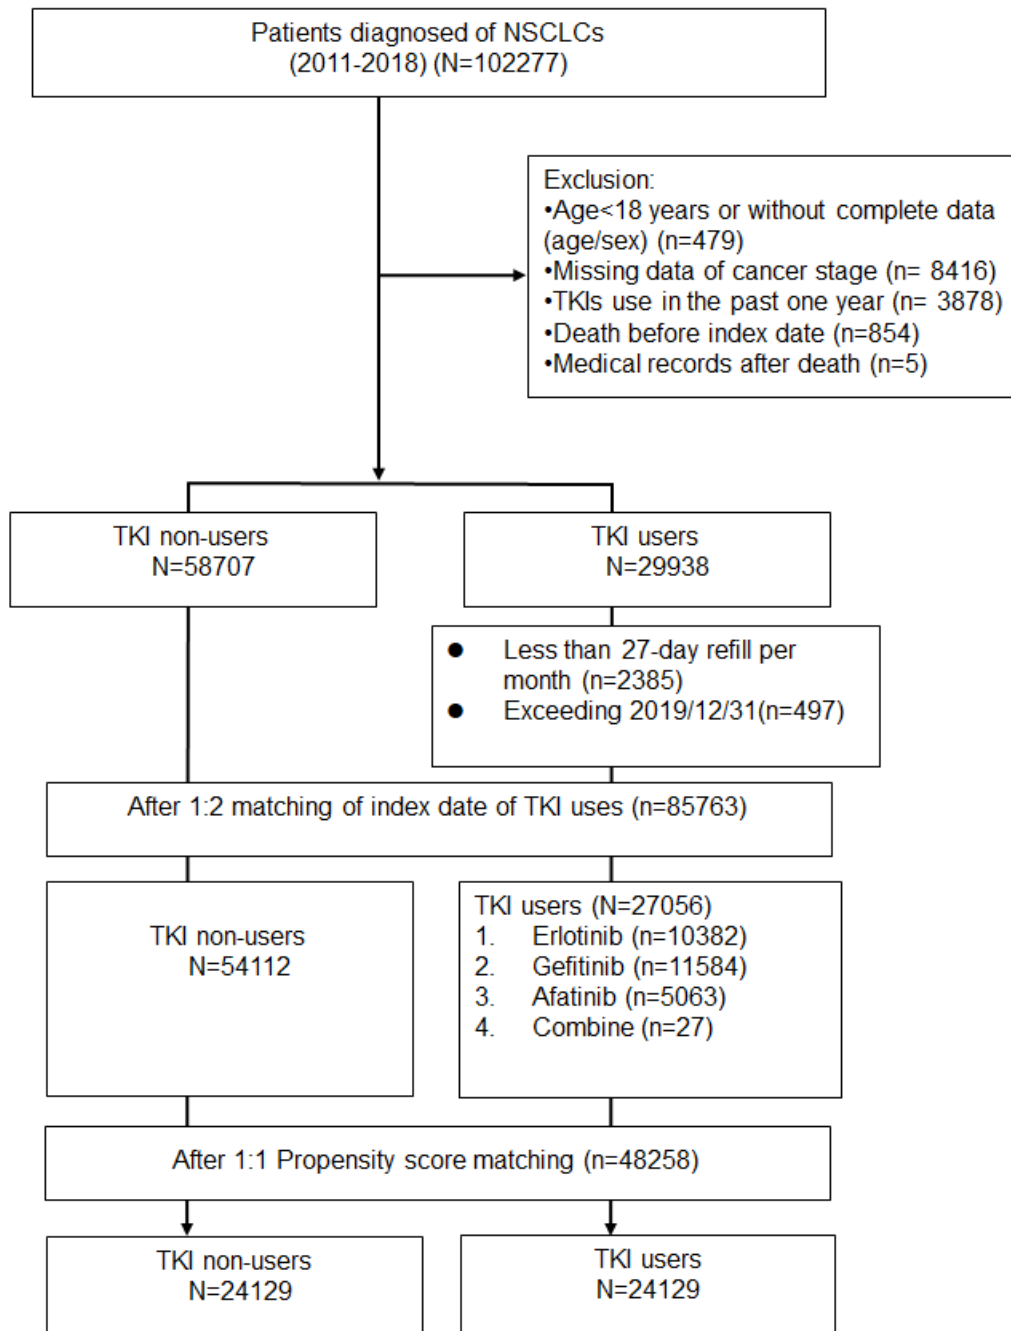 Patients diagnosed of NSCLCs
(2011-2018) (N=102277)
Exclusion:
•Age<18 years or without complete data
(age/sex) (n=479)
•Missing data of cancer stage (n= 8416)
•TKIs use in the past one year (n= 3878)
•Death before index date (n=854)
•Medical records after death (n=5)
TKI non-users
N=58707
TKI users
N=29938
● Less than 27-day refill per
month (n=2385)
● Exceeding 2019/12/31(n=497)
After 1:2 matching of index date of TKI uses (n=85763)
TKI non-users
N=54112
TKI users (N=27056)
1. Erlotinib (n=10382)
2. Gefitinib (n=11584)
3. Afatinib (n=5063)
4. Combine (n=27)
After 1:1 Propensity score matching (n=48258)
TKI non-users
N=24129
TKI users
N=24129